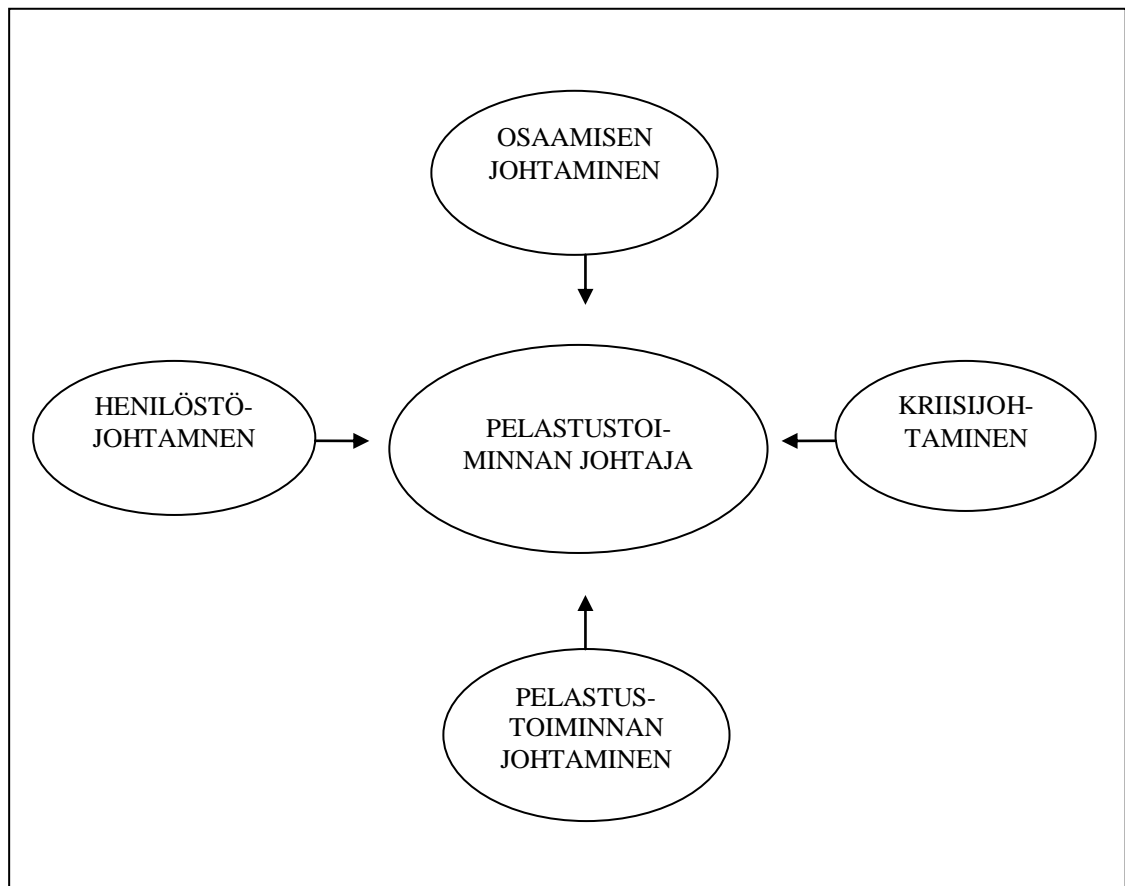 OSAAMISEN
JOHTAMINEN
HENILÖSTÖ-
JOHTAMNEN
PELASTUSTOI-
MINNAN JOHTAJA
KRIISIJOH-
TAMINEN
PELASTUS-
TOIMINNAN
JOHTAMINEN